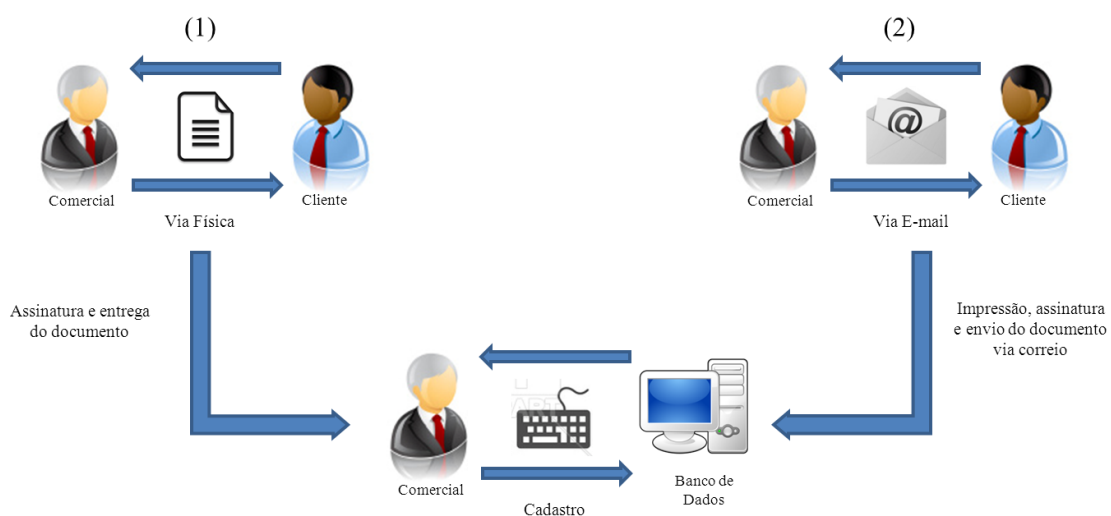 (1)
(2)
Comercial
Cliente
Via Física
Comercial
Cliente
Via E-mail
@
Assinatura e entrega
do documento
Impressão, assinatura
e envio do documento
via correio
ART
Comercial
Cadastro
Banco de
Dados